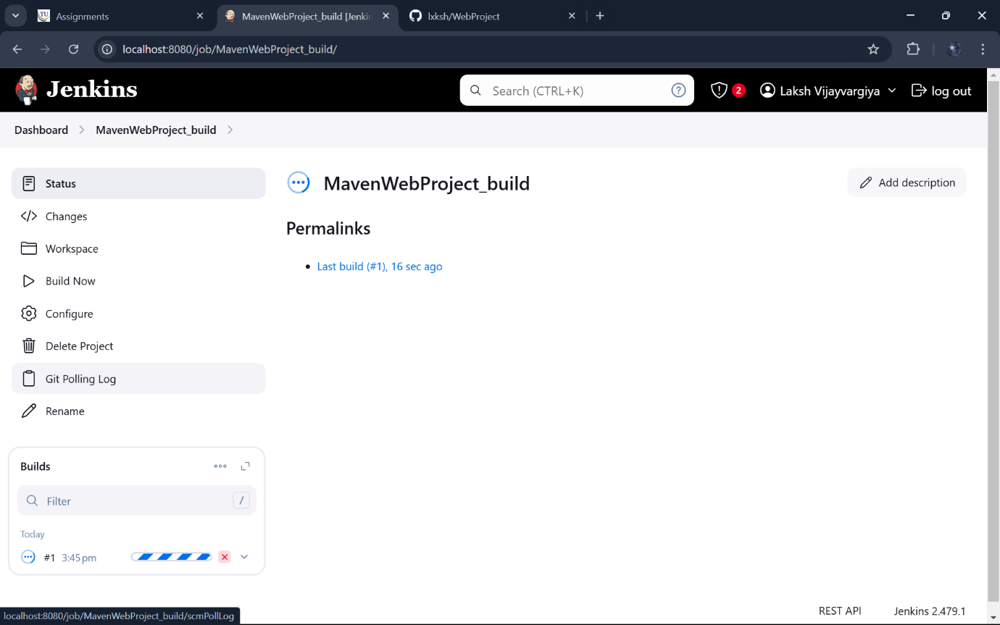 Assignments
MavenWebProject_build [Jenkin
lxksh/WebProject
localhost:8080/job/MavenWebProject_build/
Jenkins
Search (CTRL+K)
?
2
Laksh Vijayvargiya
log out
Dashboard
MavenWebProject_build
Status
MavenWebProject_build
Add description
Changes
Permalinks
Workspace
Last build (#1), 16 sec ago
Build Now
Configure
Delete Project
Git Polling Log
Rename
Builds
Filter
/
Today
#1 3:45 pm
REST API
Jenkins 2.479.1
localhost:8080/job/MavenWebProject_build/scmPollLog